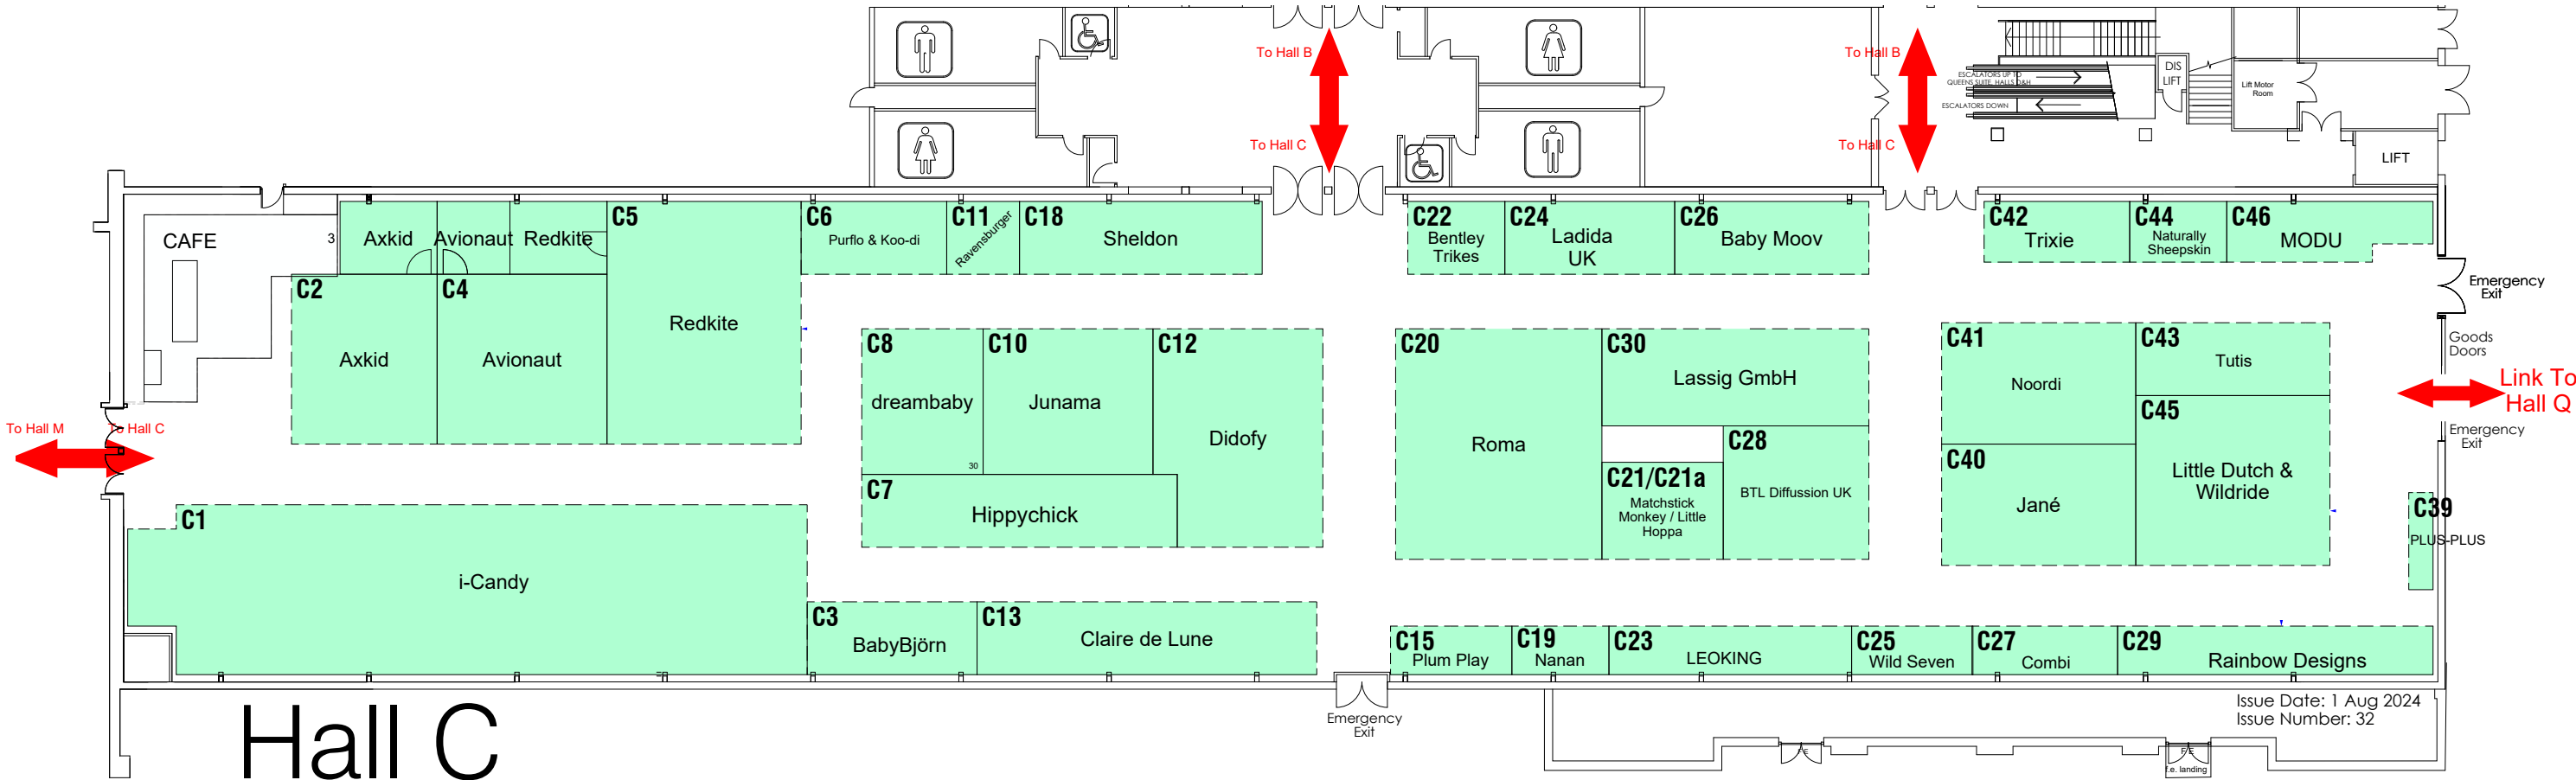 To Hall B
To Hall C
To Hall B
To Hall C
ESCALATORS UP TO
QUEENS SUITE, HALLS D&H
ESCALATORS DOWN
DIS
LIFT
Lift Motor
Room
LIFT
CAFE
3
Axkid
Avionaut
Redkite
C5
Redkite
C6
Purflo & Koo-di
C11
Ravensburger
C18
Sheldon
C22
Bentley
Trikes
C24
Ladida
UK
C26
Baby Moov
C42
Trixie
C44
Naturally
Sheepskin
C46
MODU
Emergency
Exit
C2
Axkid
C4
Avionaut
C8
dreambaby
30
C10
Junama
C12
Didofy
C7
Hippychick
C20
Roma
C30
Lassig GmbH
C28
BTL Diffussion UK
C21/C21a
Matchstick
Monkey / Little
Hoppa
C41
Noordi
C43
Tutis
C40
Jané
C45
Little Dutch &
Wildride
Goods
Doors
Link To
Hall Q
Emergency
Exit
C39
PLUS-PLUS
To Hall M
To Hall C
C1
i-Candy
C3
BabyBjörn
C13
Claire de Lune
C15
Plum Play
C19
Nanan
C23
LEOKING
C25
Wild Seven
C27
Combi
C29
Rainbow Designs
Emergency
Exit
Hall C
Issue Date: 1 Aug 2024
Issue Number: 32
F.E
F.E
f.e. landing